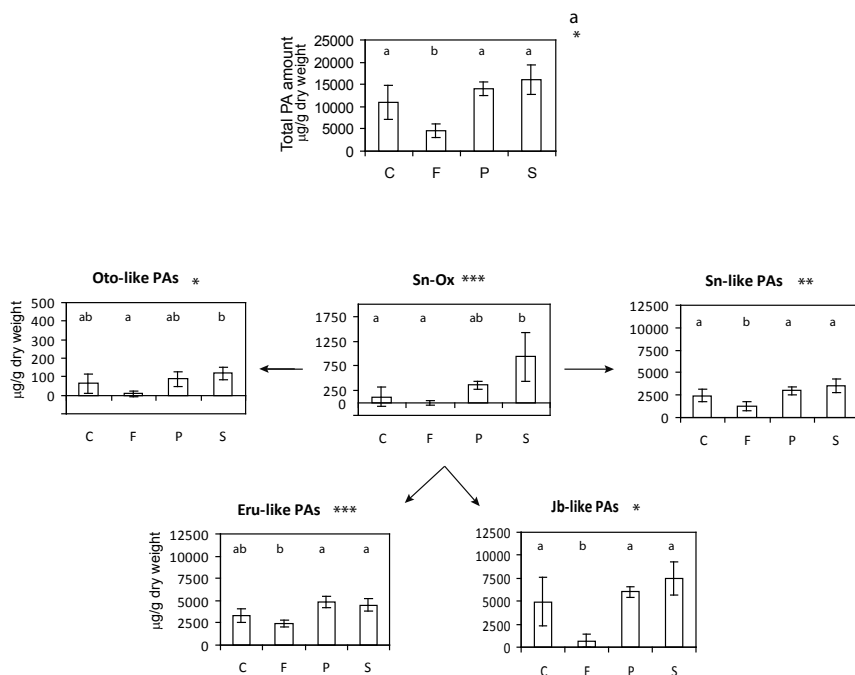 a
*
Total PA amount
µg/g dry weight
25000
20000
15000
10000
5000
0
a b a a
C F P S
Oto-like PAs *
µg/g dry weight
500
400
300
200
100
0
ab a ab b
C F P S
Sn-Ox ***
1750
1250
750
250
0
a a ab b
C F P S
Sn-like PAs **
12500
10000
7500
5000
2500
0
a b a a
C F P S
Eru-like PAs ***
µg/g dry weight
12500
10000
7500
5000
2500
0
ab b a a
C F P S
Jb-like PAs *
12500
10000
7500
5000
2500
0
a b a a
C F P S